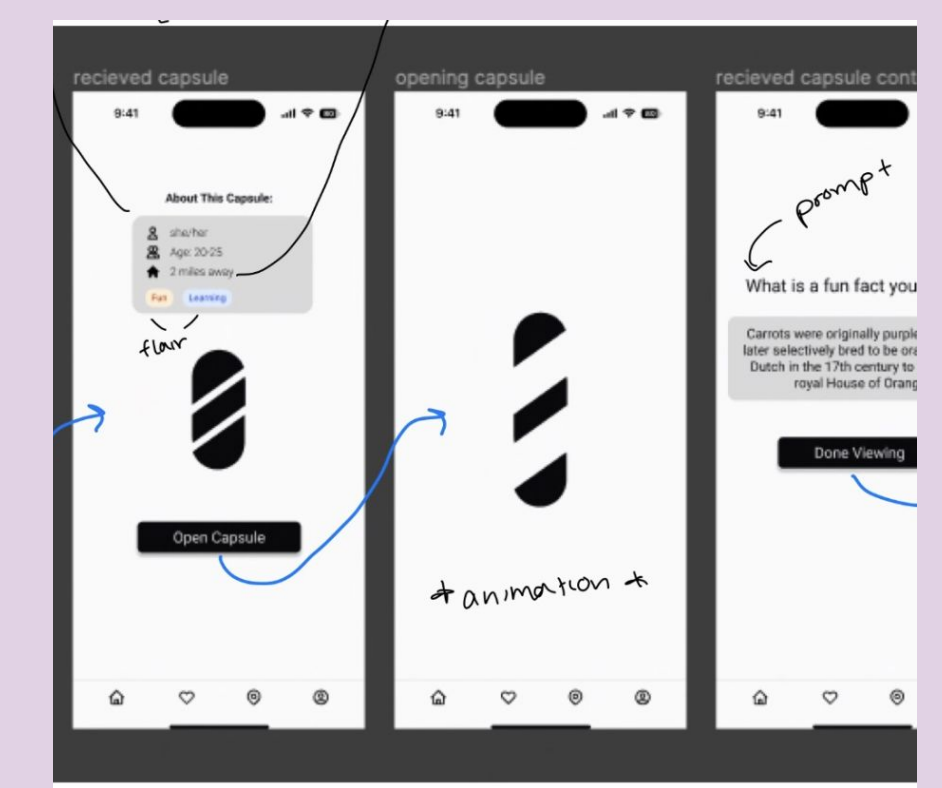 recieved capsule
9:41
80
About This Capsule:
she/her
Age: 20-25
2 miles away
Fun Learning
flair
Open Capsule
opening capsule
9:41
80
*animation*
recieved capsule cont
9:41
prompt
What is a fun fact you
Carrots were originally purple
later selectively bred to be ora
Dutch in the 17th century to
royal House of Orang
Done Viewing